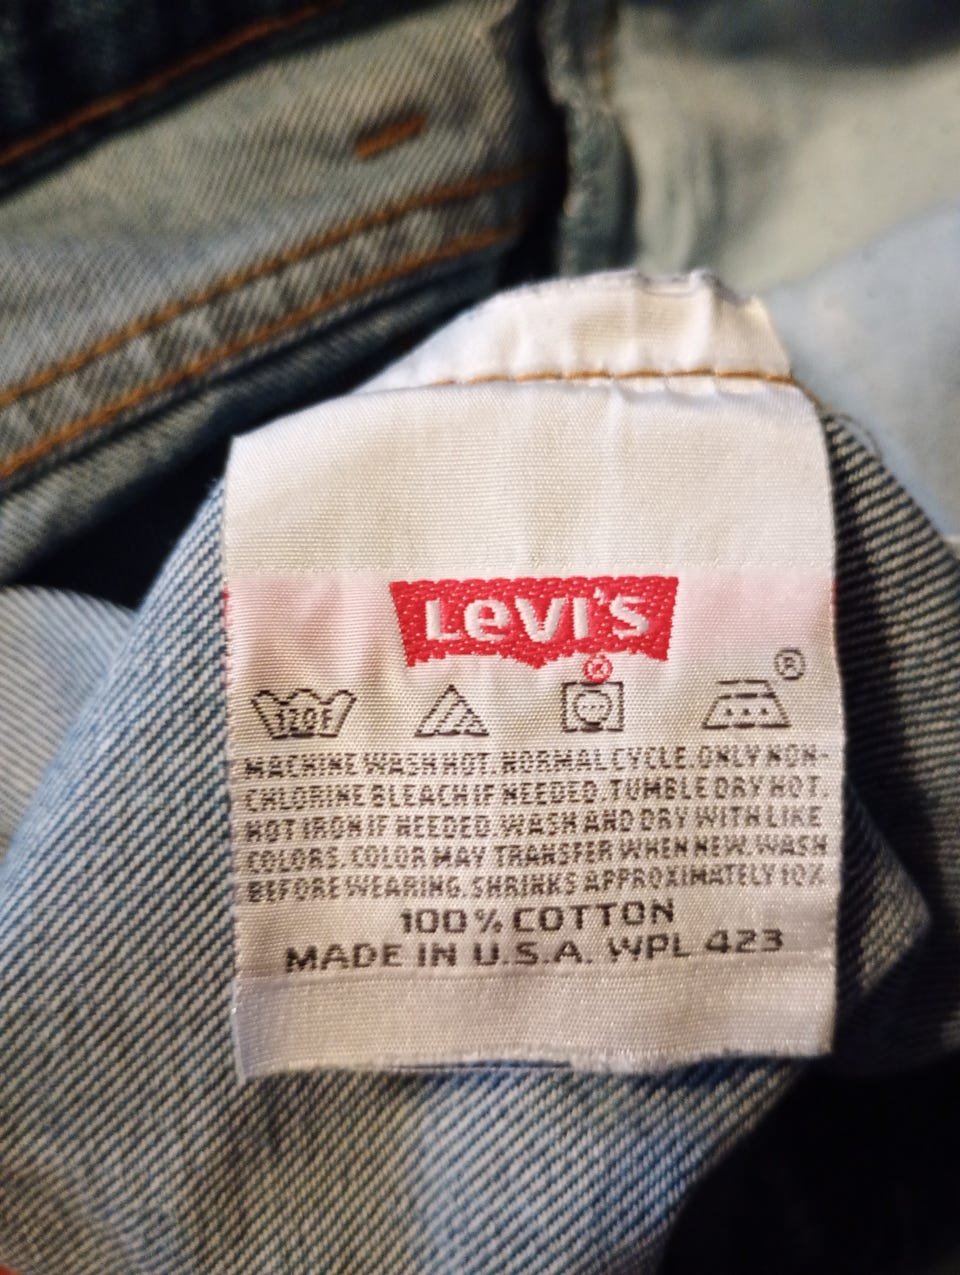 Levi's
®
®
120F
MACHINE WASH HOT. NORMAL CYCLE. ONLY NON-
CHLORINE BLEACH IF NEEDED. TUMBLE DRY HOT.
HOT IRON IF NEEDED. WASH AND DRY WITH LIKE
COLORS. COLOR MAY TRANSFER WHEN NEW. WASH
BEFORE WEARING. SHRINKS APPROXIMATELY 10%
100% COTTON
MADE IN U.S.A. WPL 423